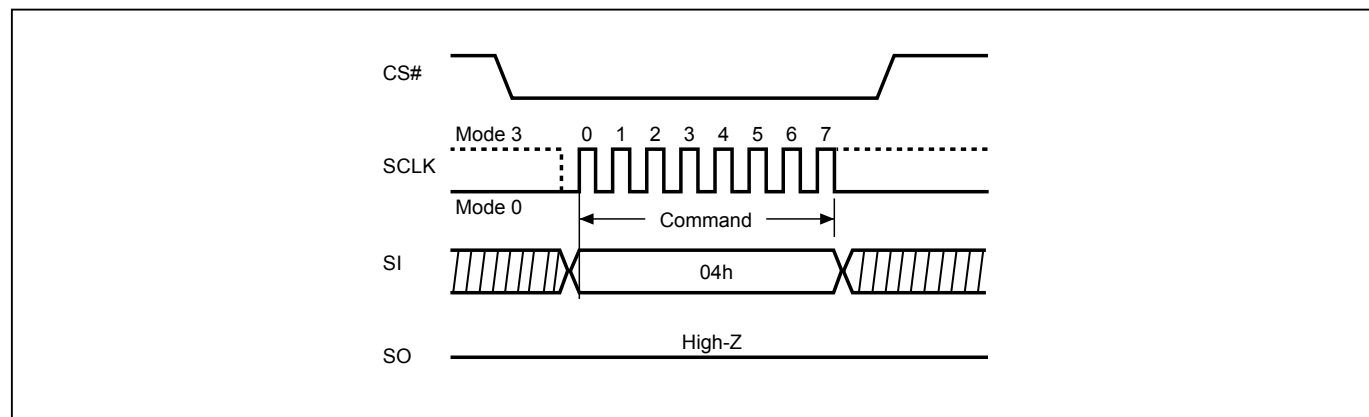 CS#
Mode 3 0 1 2 3 4 5 6 7
SCLK
Mode 0
Command
SI
04h
High-Z
SO